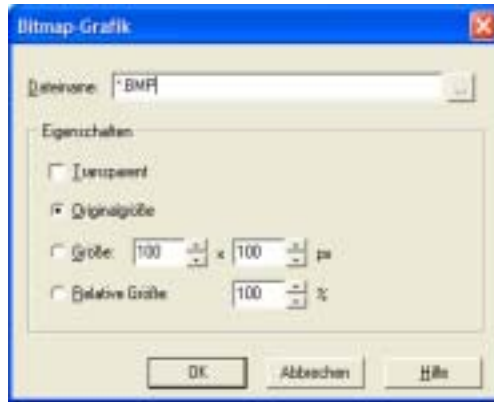 Bitmap-Grafik
Dateiname: *.BMP ...
Eigenschaften
Transparent
Originalgröße
Größe: 100 x 100 px
Relative Größe: 100 %
OK Abbrechen Hilfe